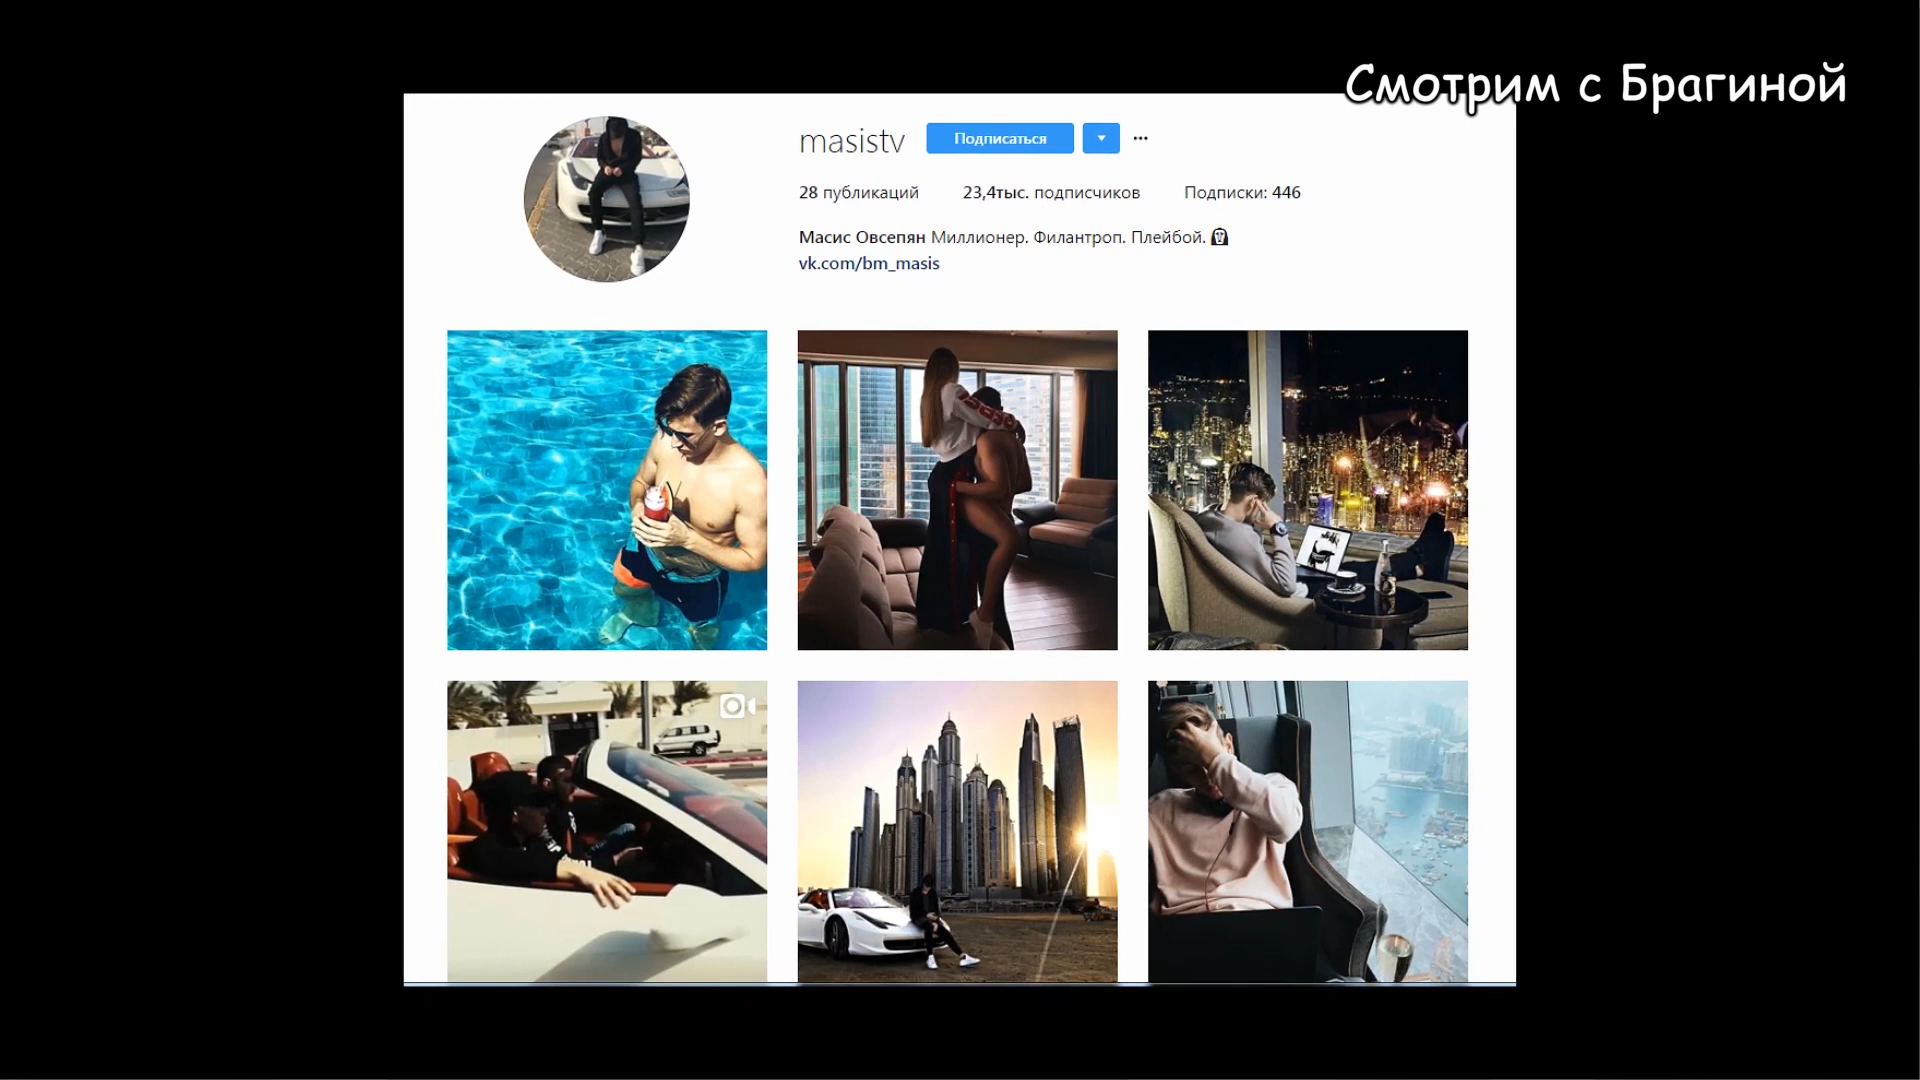 Смотрим с Брагиной
masistv Подписаться
28 публикаций 23,4тыс. подписчиков Подписки: 446
Масис Овсепян Миллионер. Филантроп. Плейбой.
vk.com/bm_masis